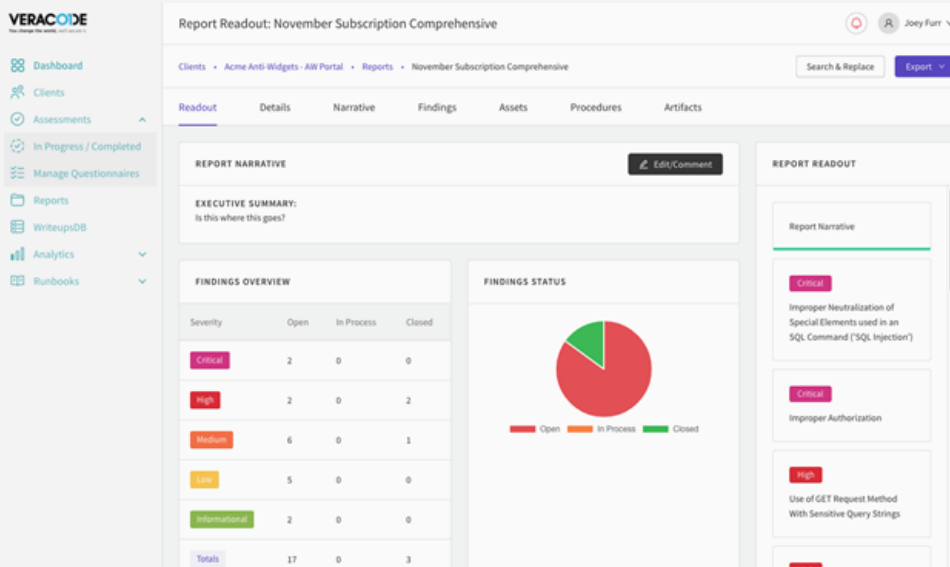 VERACODE
You change the world, we'll secure it.
Dashboard
Clients
Assessments
In Progress / Completed
Manage Questionnaires
Reports
WriteupsDB
Analytics
Runbooks
Report Readout: November Subscription Comprehensive
Joey Furr
Clients • Acme Anti-Widgets - AW Portal • Reports • November Subscription Comprehensive
Search & Replace
Export
Readout Details Narrative Findings Assets Procedures Artifacts
REPORT NARRATIVE
Edit/Comment
EXECUTIVE SUMMARY:
Is this where this goes?
FINDINGS OVERVIEW
Severity Open In Process Closed
Critical 2 0 0
High 2 0 2
Medium 6 0 1
Low 5 0 0
Informational 2 0 0
Totals 17 0 3
FINDINGS STATUS
Open In Process Closed
REPORT READOUT
Report Narrative
Critical
Improper Neutralization of
Special Elements used in an
SQL Command ('SQL Injection')
Critical
Improper Authorization
High
Use of GET Request Method
With Sensitive Query Strings